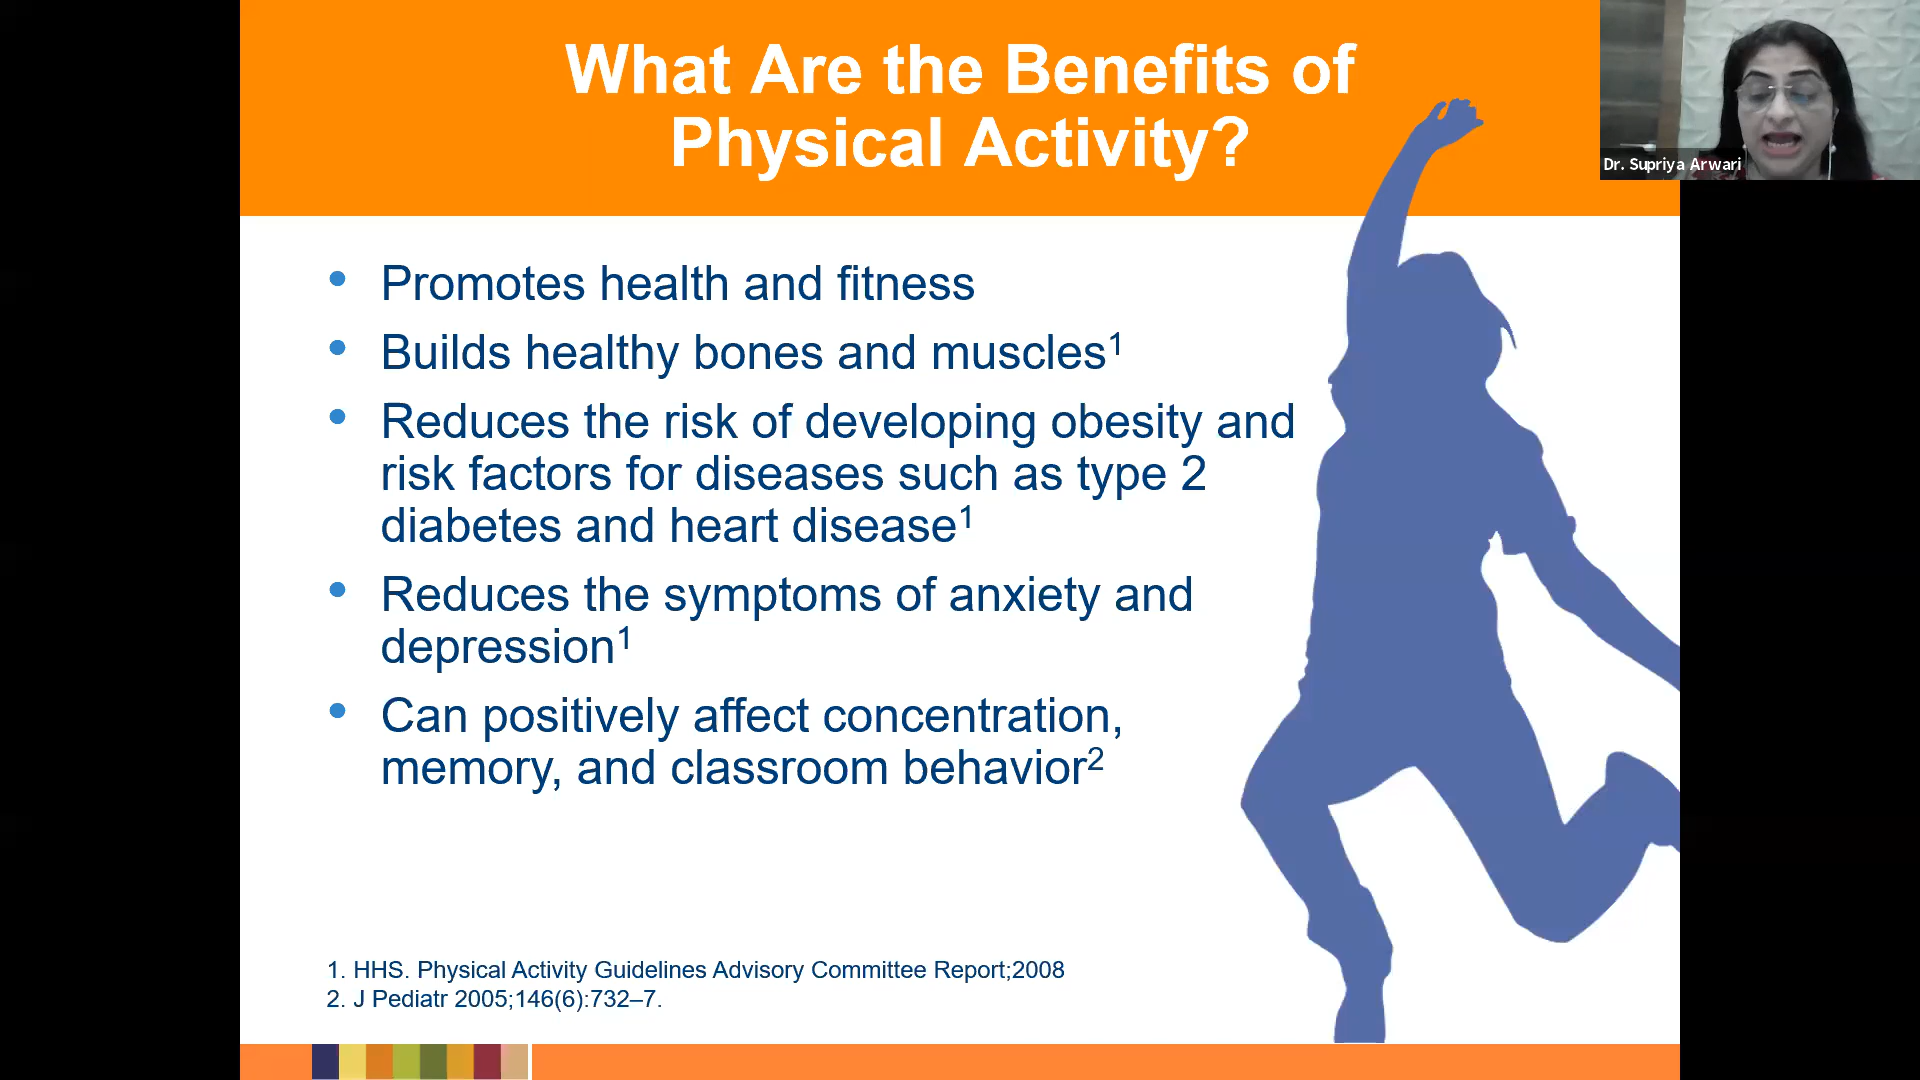 What Are the Benefits of
Physical Activity?
Dr. Supriya Arwari
• Promotes health and fitness
• Builds healthy bones and muscles¹
• Reduces the risk of developing obesity and
risk factors for diseases such as type 2
diabetes and heart disease¹
• Reduces the symptoms of anxiety and
depression¹
• Can positively affect concentration,
memory, and classroom behavior²
1. HHS. Physical Activity Guidelines Advisory Committee Report;2008
2. J Pediatr 2005;146(6):732–7.